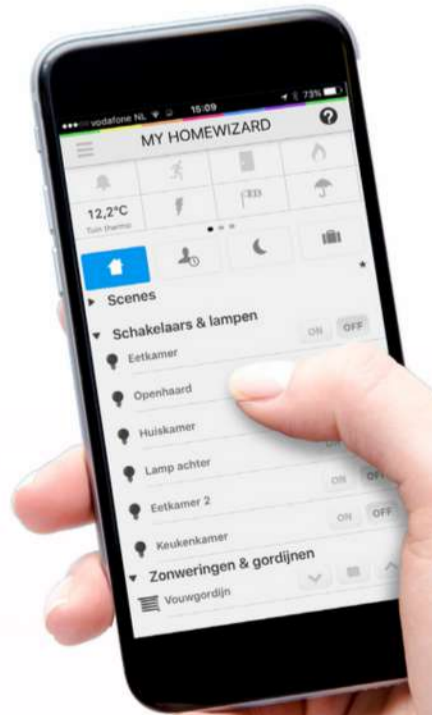 vodafone NL 15:09 73%
MY HOMEWIZARD ?
12,2°C
Tuin thermo
Scenes
Schakelaars & lampen
Eetkamer ON OFF
Openhaard
Huiskamer
Lamp achter
Eetkamer 2 ON OFF
Keukenkamer ON OFF
Zonweringen & gordijnen
Vouwgordijn